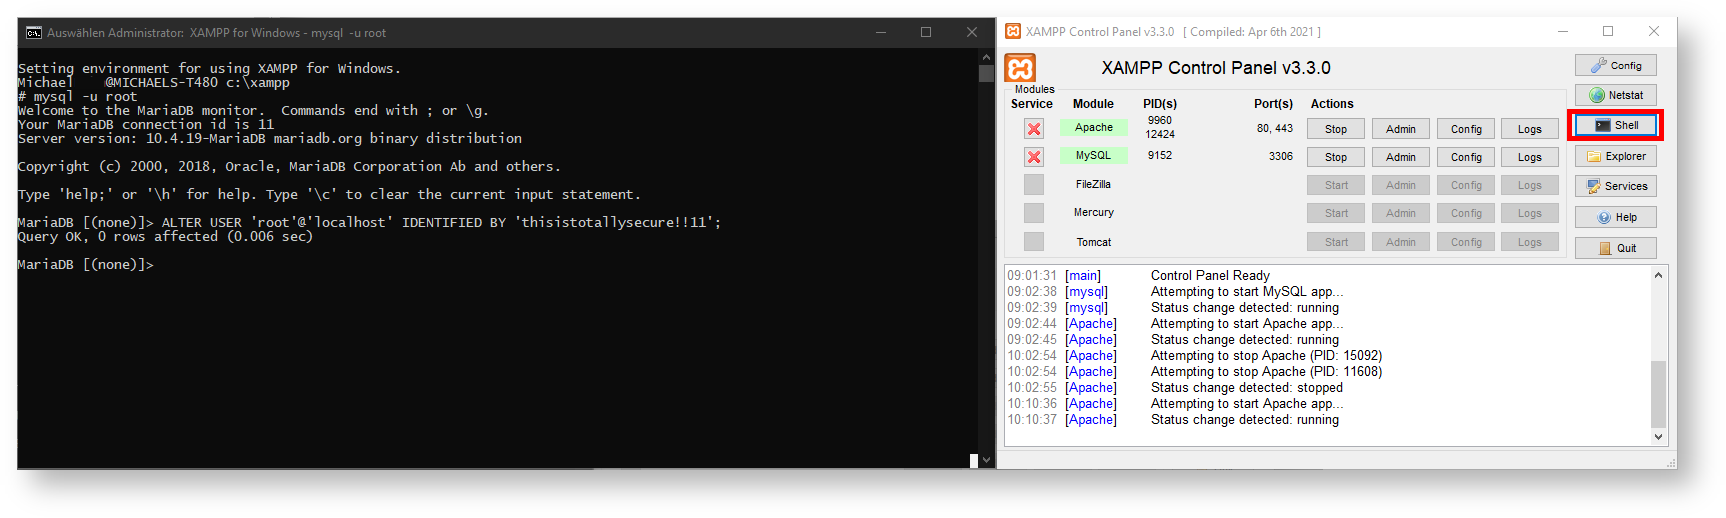 Auswählen Administrator:  XAMPP for Windows - mysql  -u root
Setting environment for using XAMPP for Windows.
Michael    @MICHAELS-T480 c:\xampp
# mysql -u root
Welcome to the MariaDB monitor.  Commands end with ; or \g.
Your MariaDB connection id is 11
Server version: 10.4.19-MariaDB mariadb.org binary distribution
Copyright (c) 2000, 2018, Oracle, MariaDB Corporation Ab and others.
Type 'help;' or '\h' for help. Type '\c' to clear the current input statement.
MariaDB [(none)]> ALTER USER 'root'@'localhost' IDENTIFIED BY 'thisistotallysecure!!11';
Query OK, 0 rows affected (0.006 sec)
MariaDB [(none)]>
XAMPP Control Panel v3.3.0   [ Compiled: Apr 6th 2021 ]
XAMPP Control Panel v3.3.0
Modules
Service Module PID(s) Port(s) Actions
Apache 9960 12424 80, 443 Stop Admin Config Logs
MySQL 9152 3306 Stop Admin Config Logs
FileZilla Start Admin Config Logs
Mercury Start Admin Config Logs
Tomcat Start Admin Config Logs
Config
Netstat
Shell
Explorer
Services
Help
Quit
09:01:31 [main] Control Panel Ready
09:02:38 [mysql] Attempting to start MySQL app...
09:02:39 [mysql] Status change detected: running
09:02:44 [Apache] Attempting to start Apache app...
09:02:45 [Apache] Status change detected: running
10:02:54 [Apache] Attempting to stop Apache (PID: 15092)
10:02:54 [Apache] Attempting to stop Apache (PID: 11608)
10:02:55 [Apache] Status change detected: stopped
10:10:36 [Apache] Attempting to start Apache app...
10:10:37 [Apache] Status change detected: running